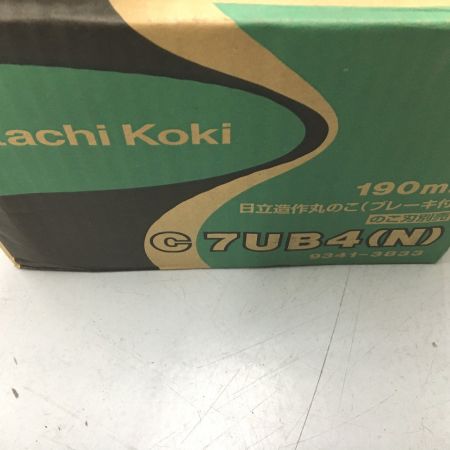 tachi Koki
190m
日立造作丸のこ(ブレーキ付
のこ刃別売
C 7UB4(N)
9341-3833